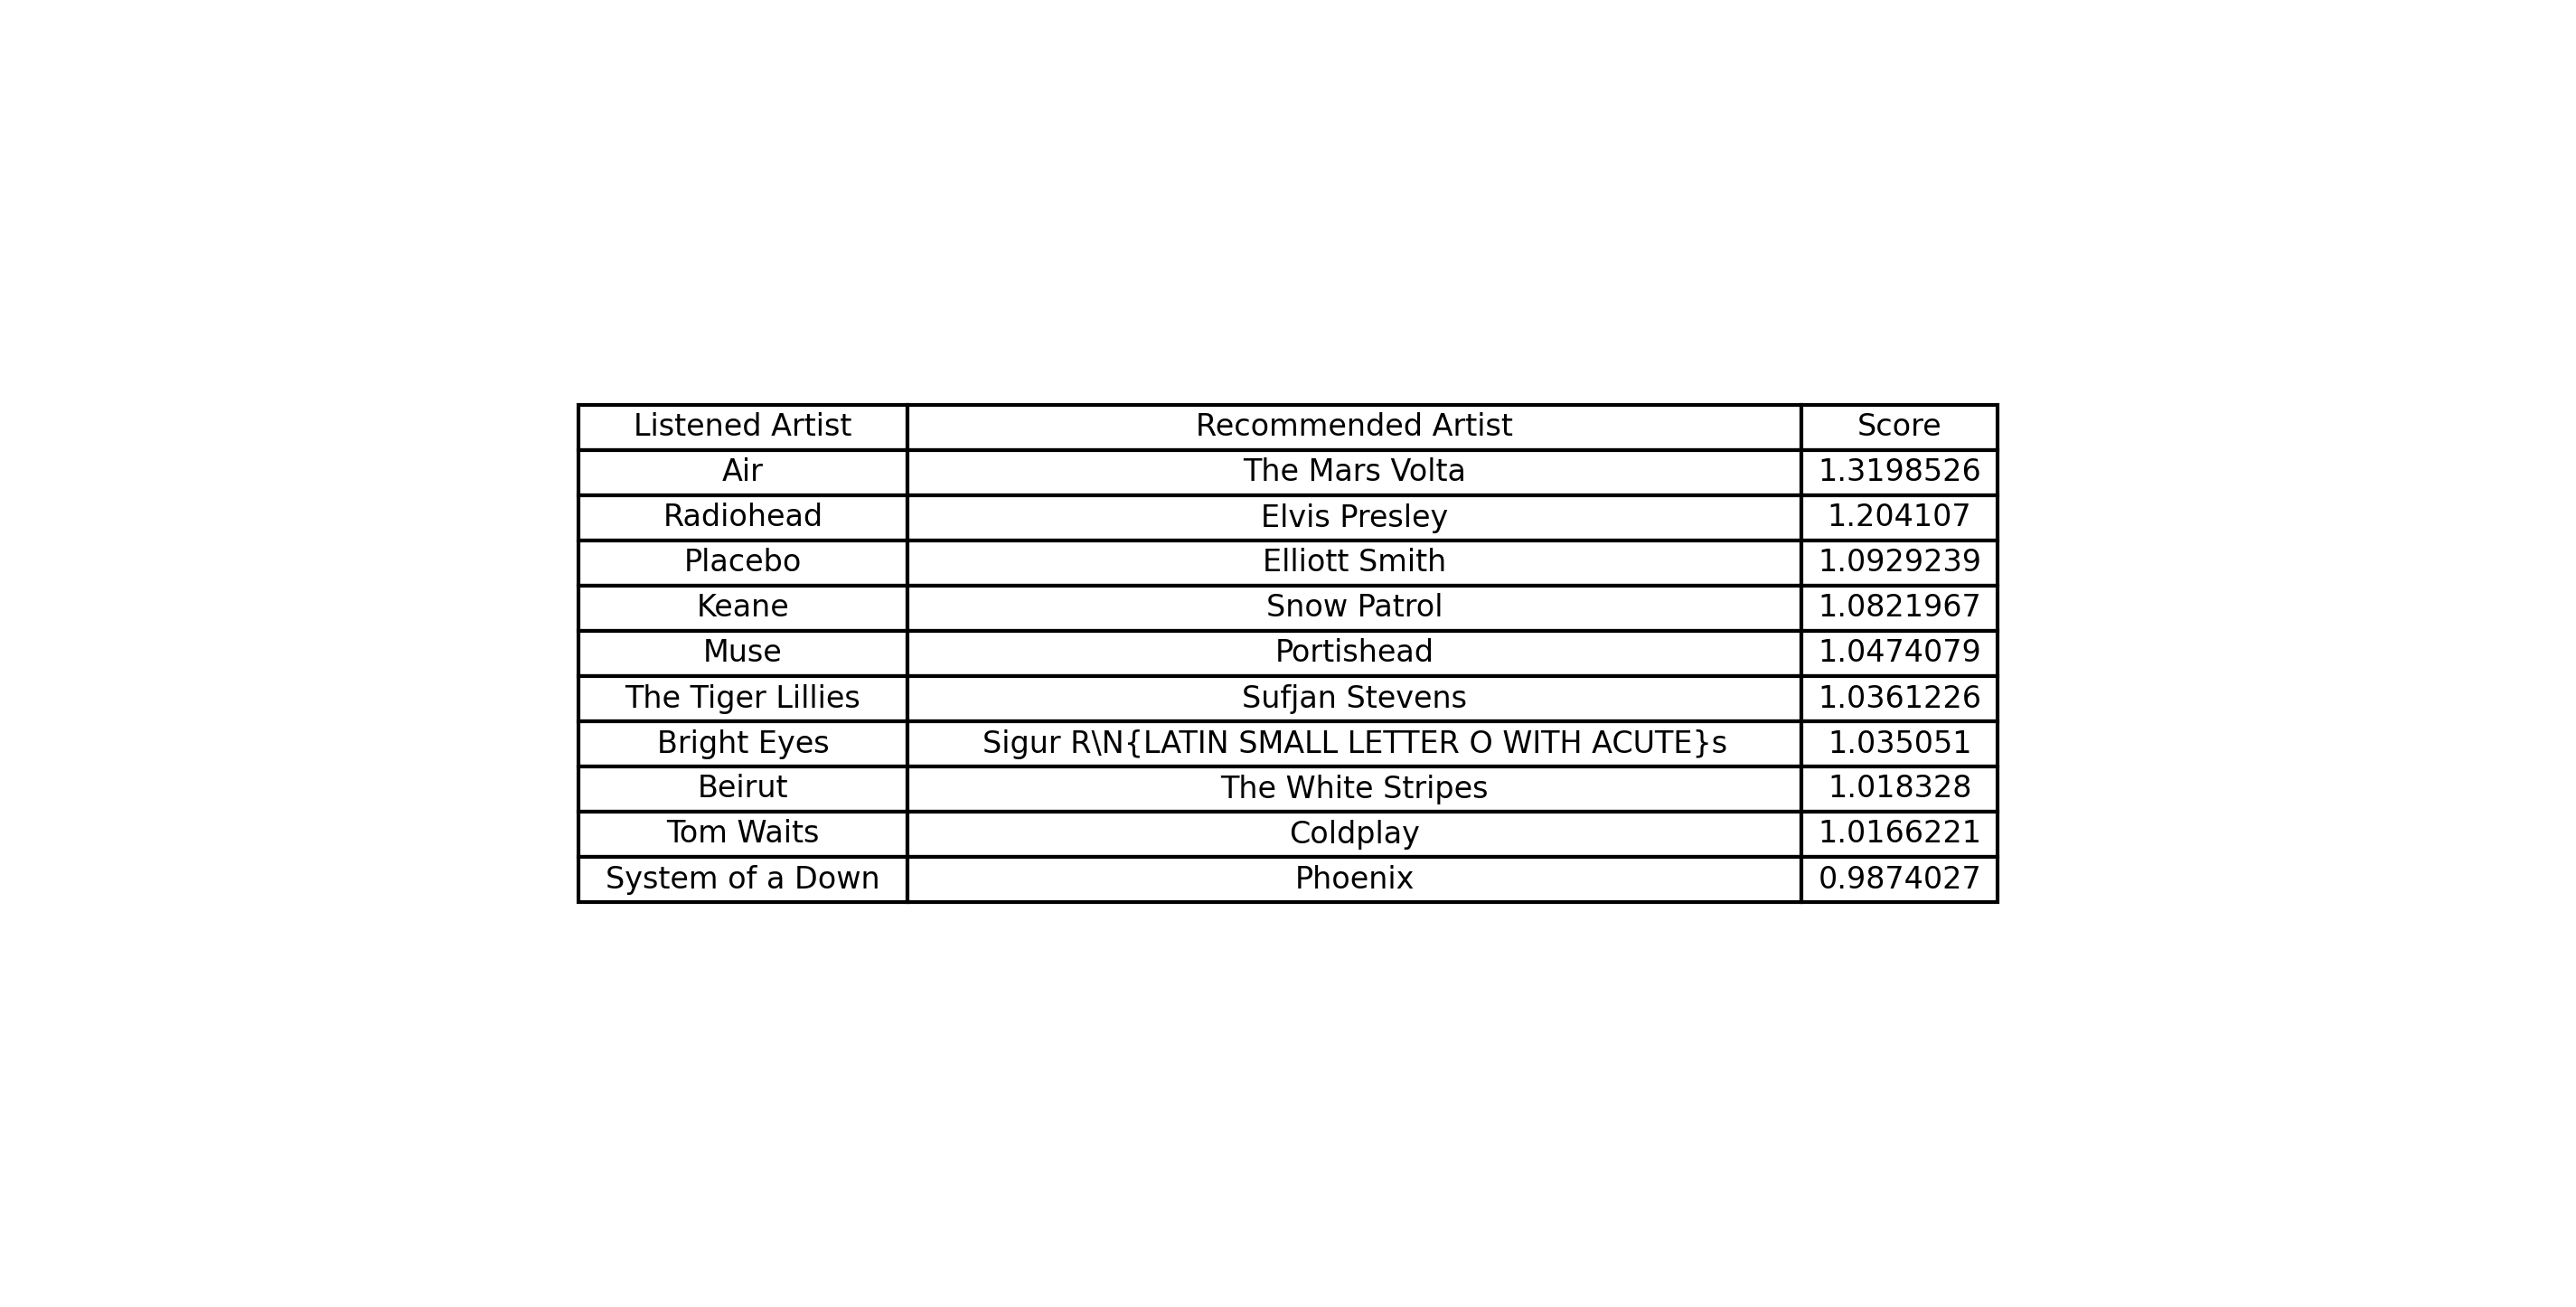 Listened Artist Recommended Artist Score
Air The Mars Volta 1.3198526
Radiohead Elvis Presley 1.204107
Placebo Elliott Smith 1.0929239
Keane Snow Patrol 1.0821967
Muse Portishead 1.0474079
The Tiger Lillies Sufjan Stevens 1.0361226
Bright Eyes Sigur R\N{LATIN SMALL LETTER O WITH ACUTE}s 1.035051
Beirut The White Stripes 1.018328
Tom Waits Coldplay 1.0166221
System of a Down Phoenix 0.9874027